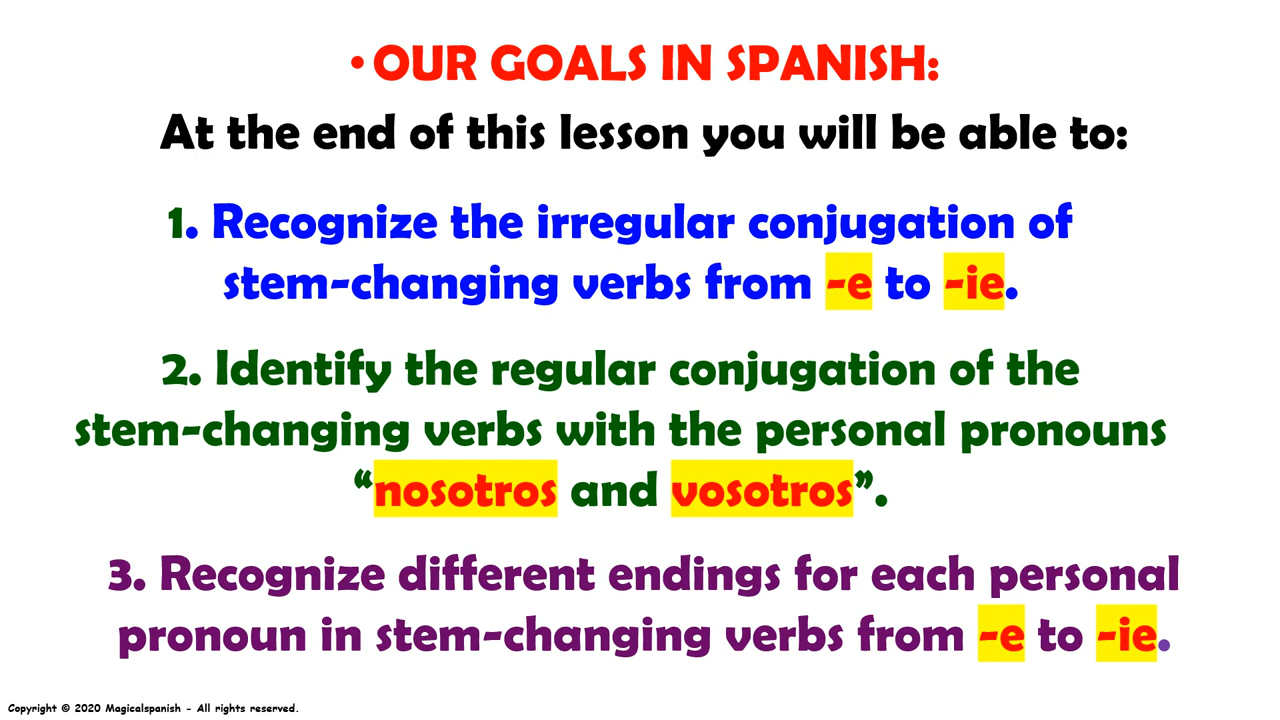 • OUR GOALS IN SPANISH:
At the end of this lesson you will be able to:
1. Recognize the irregular conjugation of
stem-changing verbs from -e to -ie.
2. Identify the regular conjugation of the
stem-changing verbs with the personal pronouns
“nosotros and vosotros”.
3. Recognize different endings for each personal
pronoun in stem-changing verbs from -e to -ie.
Copyright © 2020 Magicalspanish - All rights reserved.